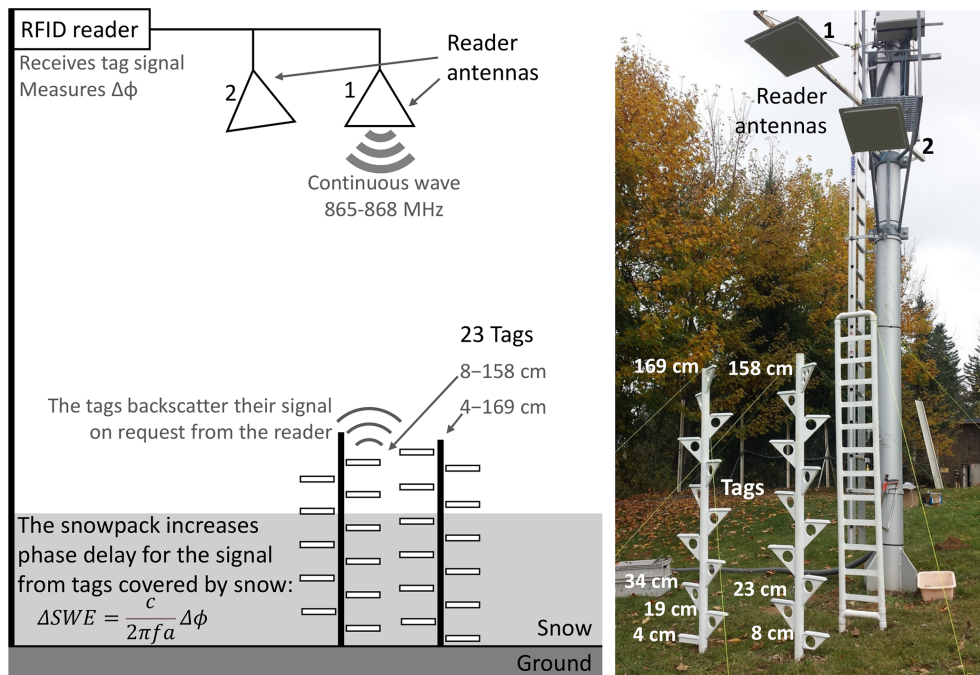 RFID reader
Receives tag signal
Measures Δϕ
2
1
Reader
antennas
Continuous wave
865-868 MHz
23 Tags
8−158 cm
4−169 cm
The tags backscatter their signal
on request from the reader
The snowpack increases
phase delay for the signal
from tags covered by snow:
ΔSWE = c/2πfa Δϕ
Snow
Ground
1
Reader
antennas
2
169 cm
158 cm
Tags
34 cm
23 cm
19 cm
4 cm
8 cm